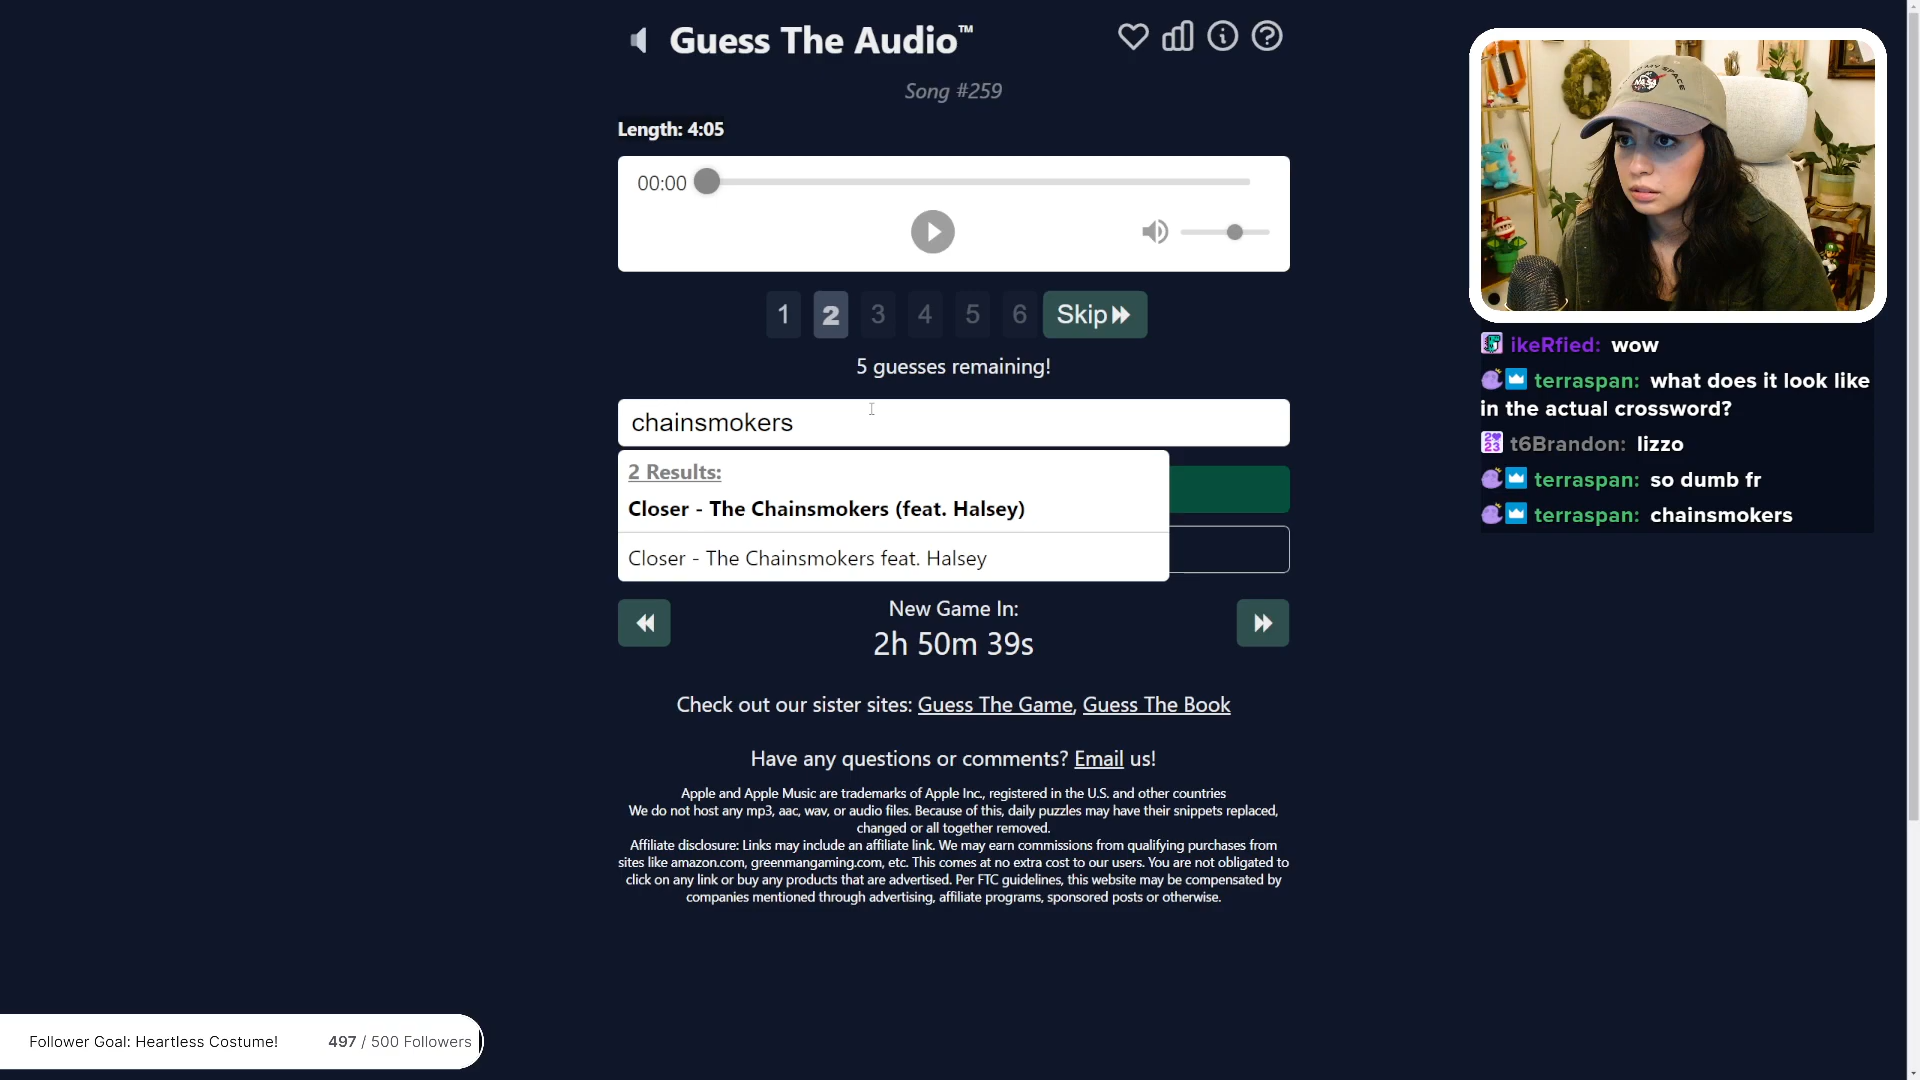 Guess The Audio™
Song #259
Length: 4:05
00:00
1 2 3 4 5 6 Skip
5 guesses remaining!
chainsmokers
2 Results:
Closer - The Chainsmokers (feat. Halsey)
Closer - The Chainsmokers feat. Halsey
New Game In:
2h 50m 39s
Check out our sister sites: Guess The Game, Guess The Book
Have any questions or comments? Email us!
Apple and Apple Music are trademarks of Apple Inc., registered in the U.S. and other countries
We do not host any mp3, aac, wav, or audio files. Because of this, daily puzzles may have their snippets replaced,
changed or all together removed.
Affiliate disclosure: Links may include an affiliate link. We may earn commissions from qualifying purchases from
sites like amazon.com, greenmangaming.com, etc. This comes at no extra cost to our users. You are not obligated to
click on any link or buy any products that are advertised. Per FTC guidelines, this website may be compensated by
companies mentioned through advertising, affiliate programs, sponsored posts or otherwise.
NASA
ikeRfied: wow
terraspan: what does it look like
in the actual crossword?
t6Brandon: lizzo
terraspan: so dumb fr
terraspan: chainsmokers
Follower Goal: Heartless Costume! 497 / 500 Followers